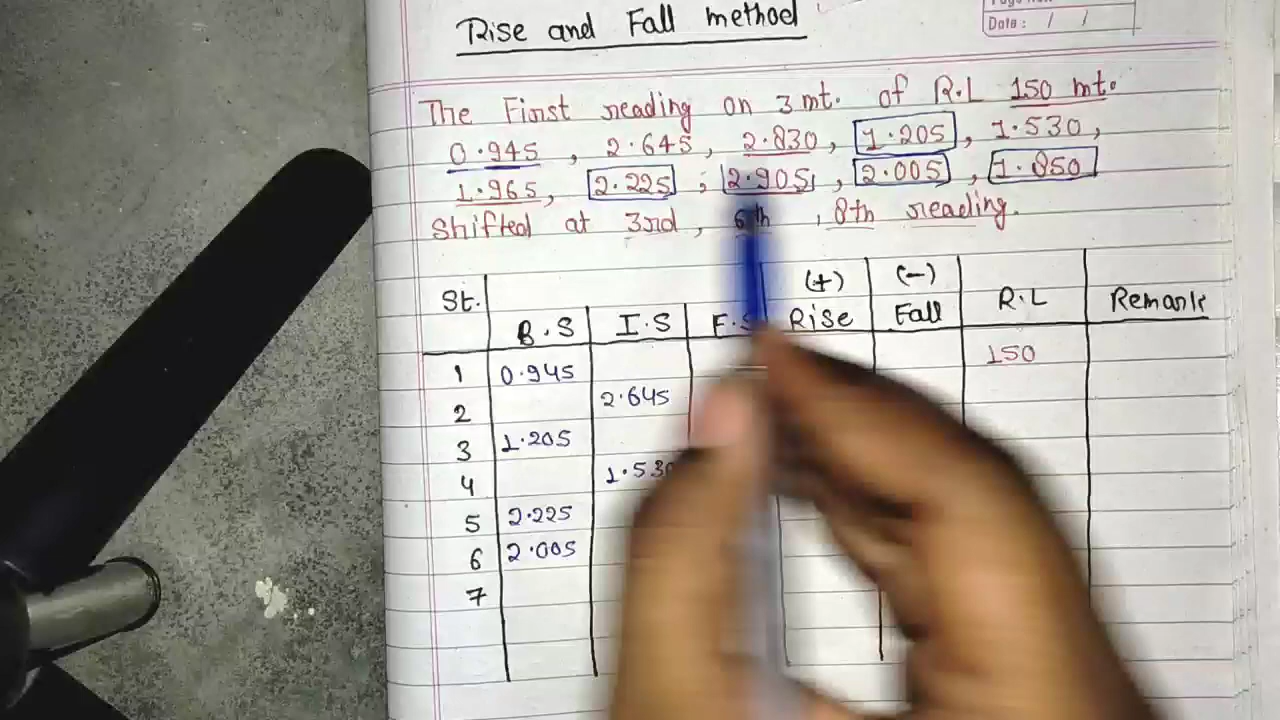 Rise and Fall method
Date : / /
The First reading on 3 mt. of R.L 150 mt.
0.945 , 2.645 , 2.830 , 1.205 , 1.530 ,
1.965 , 2.225 , 2.905 , 2.005 , 1.850
Shifted at 3rd , 6th , 8th reading.
St. B.S I.S F.S (+) Rise (-) Fall R.L Remark
1 0.945 150
2 2.645
3 1.205
4 1.530
5 2.225
6 2.005
7